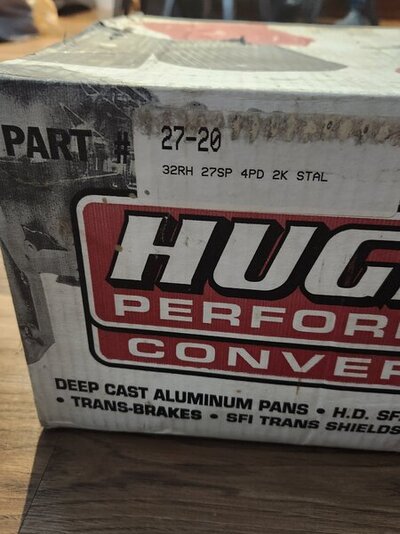 PART #
27-20
32RH 27SP 4PD 2K STAL
HUG
PERFOR
CONVER
DEEP CAST ALUMINUM PANS • H.D. SF
• TRANS-BRAKES • SFI TRANS SHIELDS